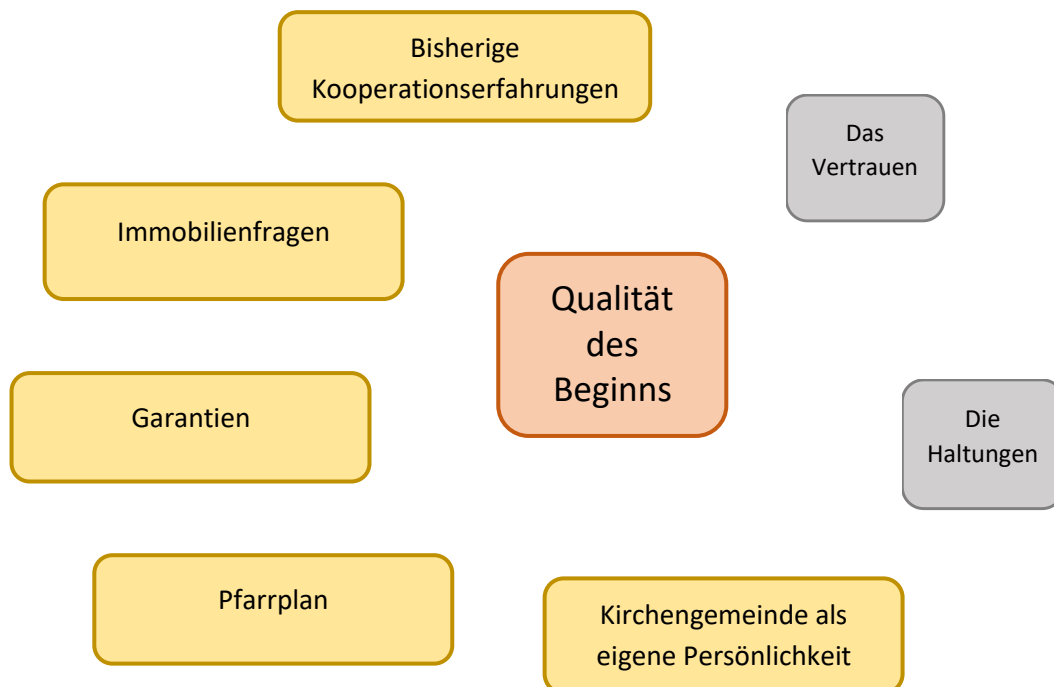 Bisherige
Kooperationserfahrungen
Das
Vertrauen
Immobilienfragen
Qualität
des
Beginns
Garantien
Die
Haltungen
Pfarrplan
Kirchengemeinde als
eigene Persönlichkeit